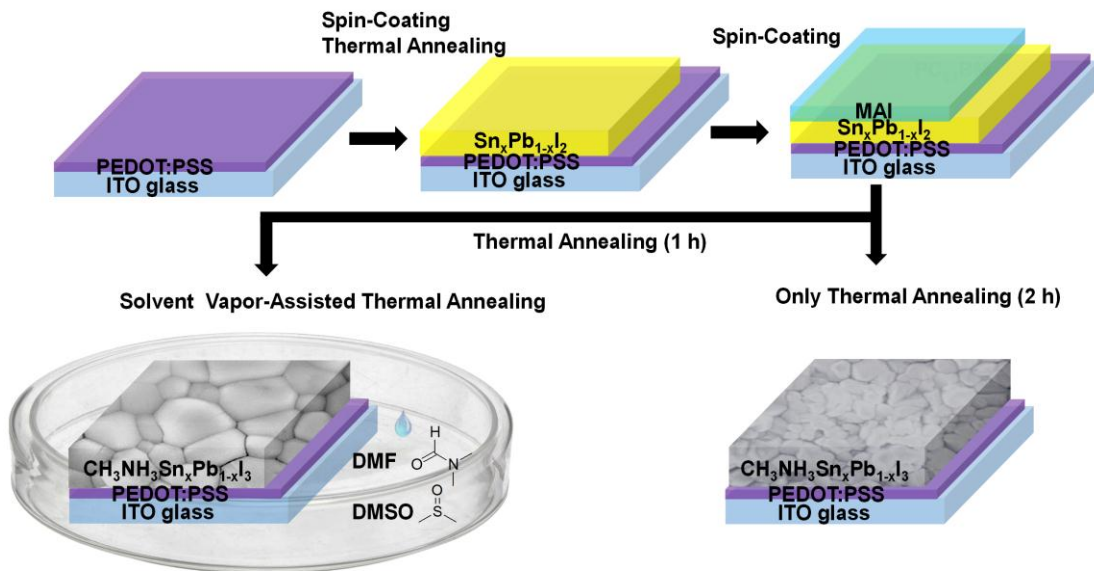 Spin-Coating
Thermal Annealing
Spin-Coating
PEDOT:PSS
ITO glass
Sn<sub>x</sub>Pb<sub>1-x</sub>I<sub>2</sub>
PEDOT:PSS
ITO glass
MAI
Sn<sub>x</sub>Pb<sub>1-x</sub>I<sub>2</sub>
PEDOT:PSS
ITO glass
Thermal Annealing (1 h)
Solvent Vapor-Assisted Thermal Annealing
Only Thermal Annealing (2 h)
CH<sub>3</sub>NH<sub>3</sub>Sn<sub>x</sub>Pb<sub>1-x</sub>I<sub>3</sub>
PEDOT:PSS
ITO glass
DMF
H
O
N
DMSO
O
S
CH<sub>3</sub>NH<sub>3</sub>Sn<sub>x</sub>Pb<sub>1-x</sub>I<sub>3</sub>
PEDOT:PSS
ITO glass